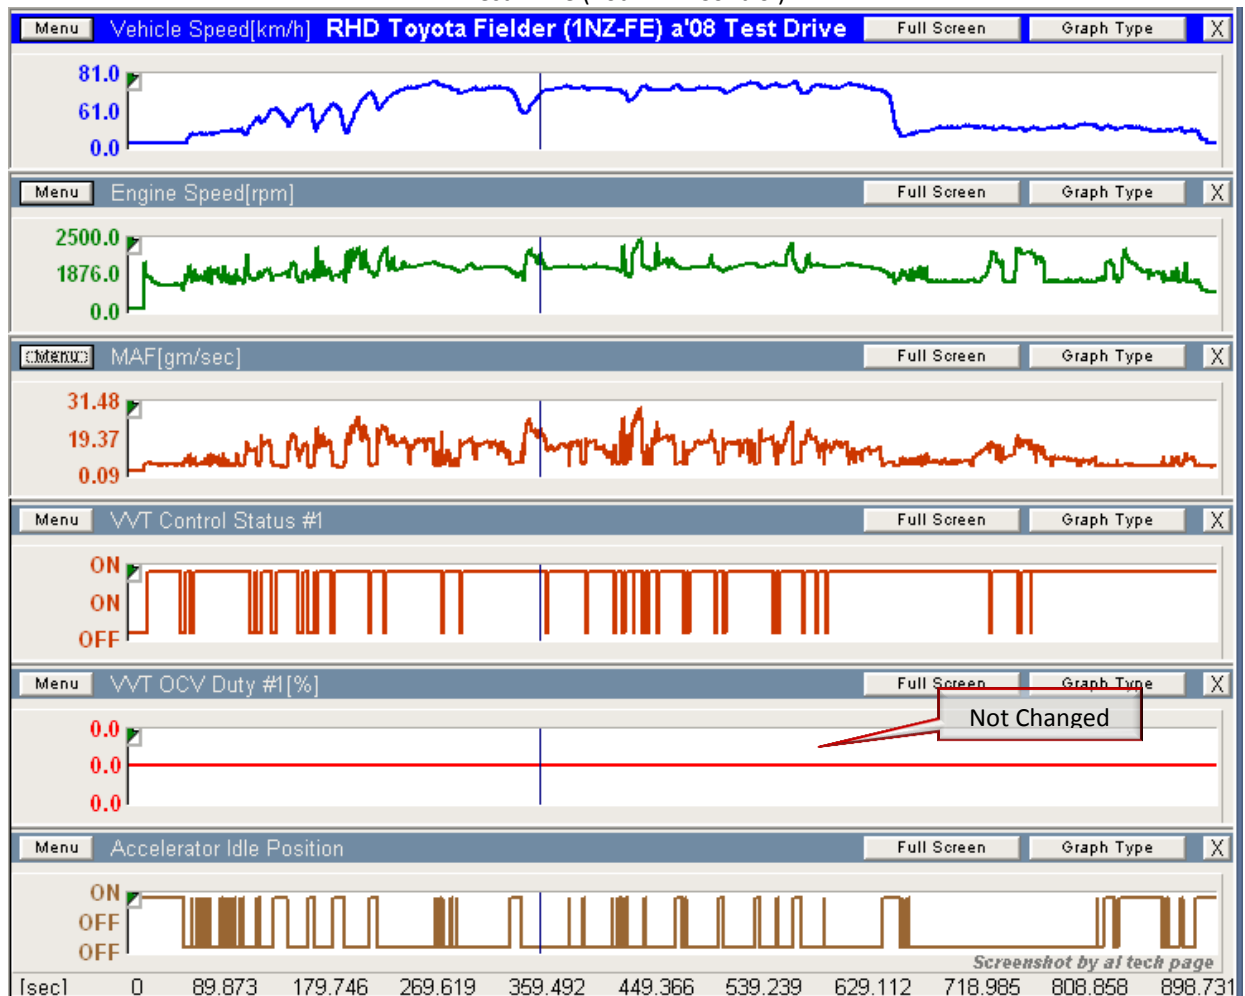 Menu Vehicle Speed[km/h] RHD Toyota Fielder (1NZ-FE) a'08 Test Drive Full Screen Graph Type X
81.0
61.0
0.0
Menu Engine Speed[rpm] Full Screen Graph Type X
2500.0
1876.0
0.0
Menu MAF[gm/sec] Full Screen Graph Type X
31.48
19.37
0.09
Menu VVT Control Status #1 Full Screen Graph Type X
ON
ON
OFF
Menu VVT OCV Duty #1[%] Full Screen Graph Type X
Not Changed
0.0
0.0
0.0
Menu Accelerator Idle Position Full Screen Graph Type X
ON
OFF
OFF
Screenshot by al tech page
[sec] 0 89.873 179.746 269.619 359.492 449.366 539.239 629.112 718.985 808.858 898.731